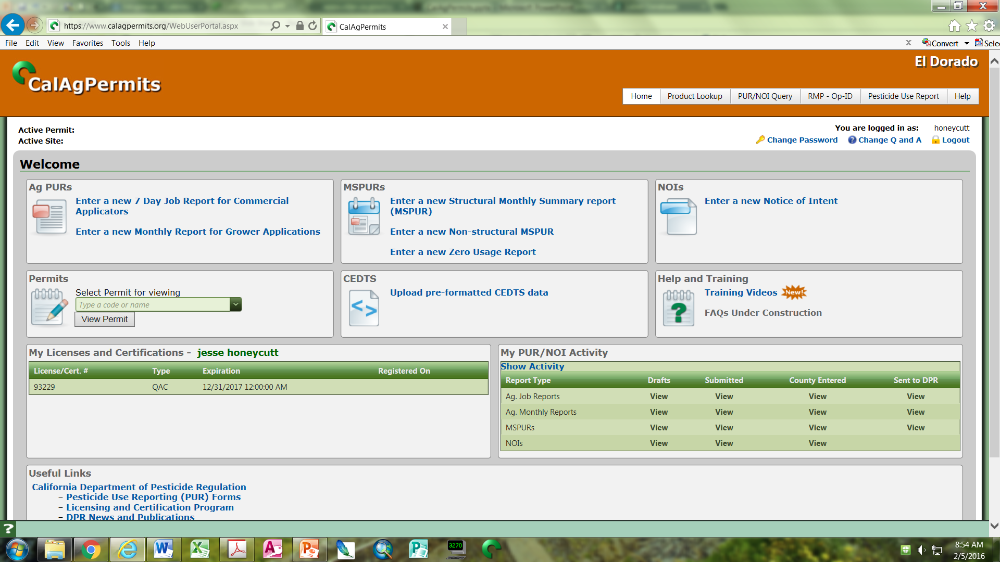 https://www.calagpermits.org/WebUserPortal.aspx
CalAgPermits
File Edit View Favorites Tools Help
Convert
El Dorado
CalAgPermits
Home Product Lookup PUR/NOI Query RMP - Op-ID Pesticide Use Report Help
Active Permit:
Active Site:
You are logged in as: honeycutt
Change Password Change Q and A Logout
Welcome
Ag PURs
Enter a new 7 Day Job Report for Commercial
Applicators
Enter a new Monthly Report for Grower Applications
MSPURs
Enter a new Structural Monthly Summary report
(MSPUR)
Enter a new Non-structural MSPUR
Enter a new Zero Usage Report
NOIs
Enter a new Notice of Intent
Permits
Select Permit for viewing
Type a code or name
View Permit
CEDTS
Upload pre-formatted CEDTS data
Help and Training
Training Videos New!
FAQs Under Construction
My Licenses and Certifications - jesse honeycutt
License/Cert. # Type Expiration Registered On
93229 QAC 12/31/2017 12:00:00 AM
My PUR/NOI Activity
Show Activity
Report Type Drafts Submitted County Entered Sent to DPR
Ag. Job Reports View View View View
Ag. Monthly Reports View View View View
MSPURs View View View View
NOIs View View View
Useful Links
California Department of Pesticide Regulation
– Pesticide Use Reporting (PUR) Forms
– Licensing and Certification Program
– DPR News and Publications
3270
8:54 AM
2/5/2016